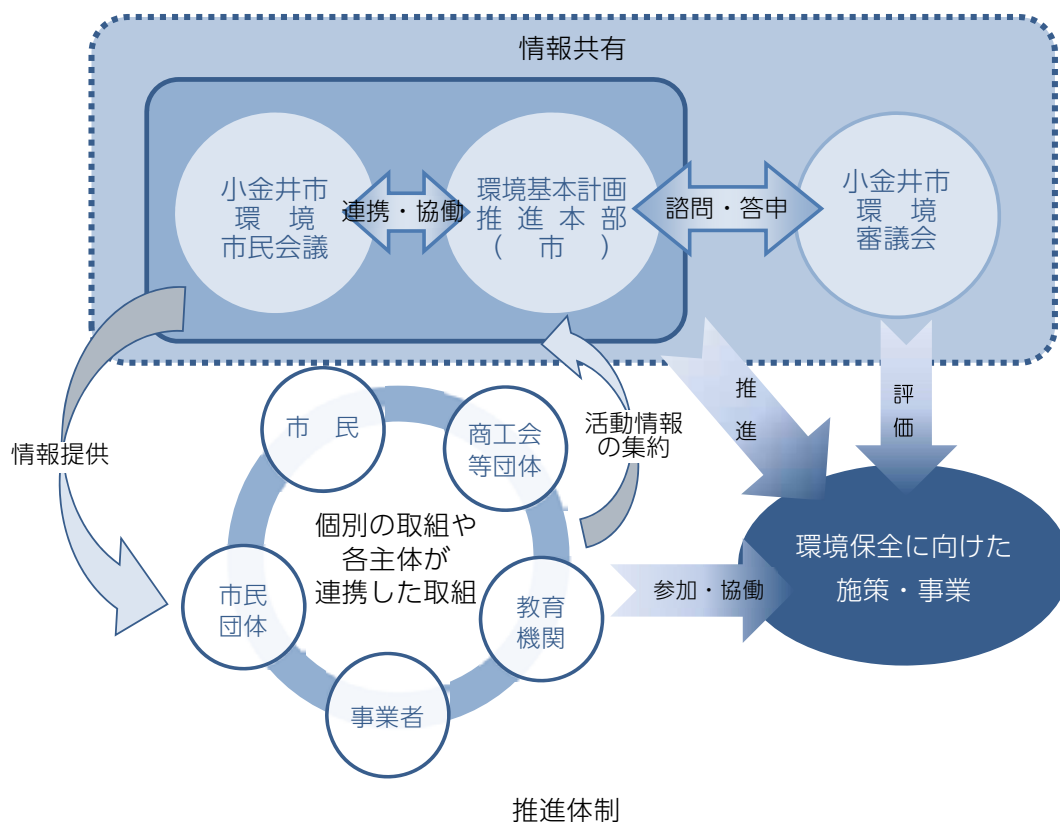 情報共有
小金井市
環　境
市民会議
連携・協働
環境基本計画
推 進 本 部
(　市　)
諮問・答申
小金井市
環　境
審議会
推
進
評
価
情報提供
市　民
商工会
等団体
活動情報
の集約
個別の取組や
各主体が
連携した取組
市民
団体
教育
機関
事業者
参加・協働
環境保全に向けた
施策・事業
推進体制